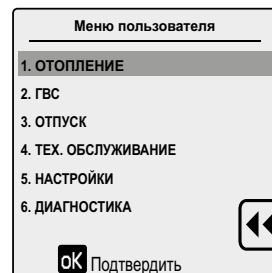 Меню пользователя
1. ОТОПЛЕНИЕ
2. ГВС
3. ОТПУСК
4. ТЕХ. ОБСЛУЖИВАНИЕ
5. НАСТРОЙКИ
6. ДИАГНОСТИКА
oK Подтвердить